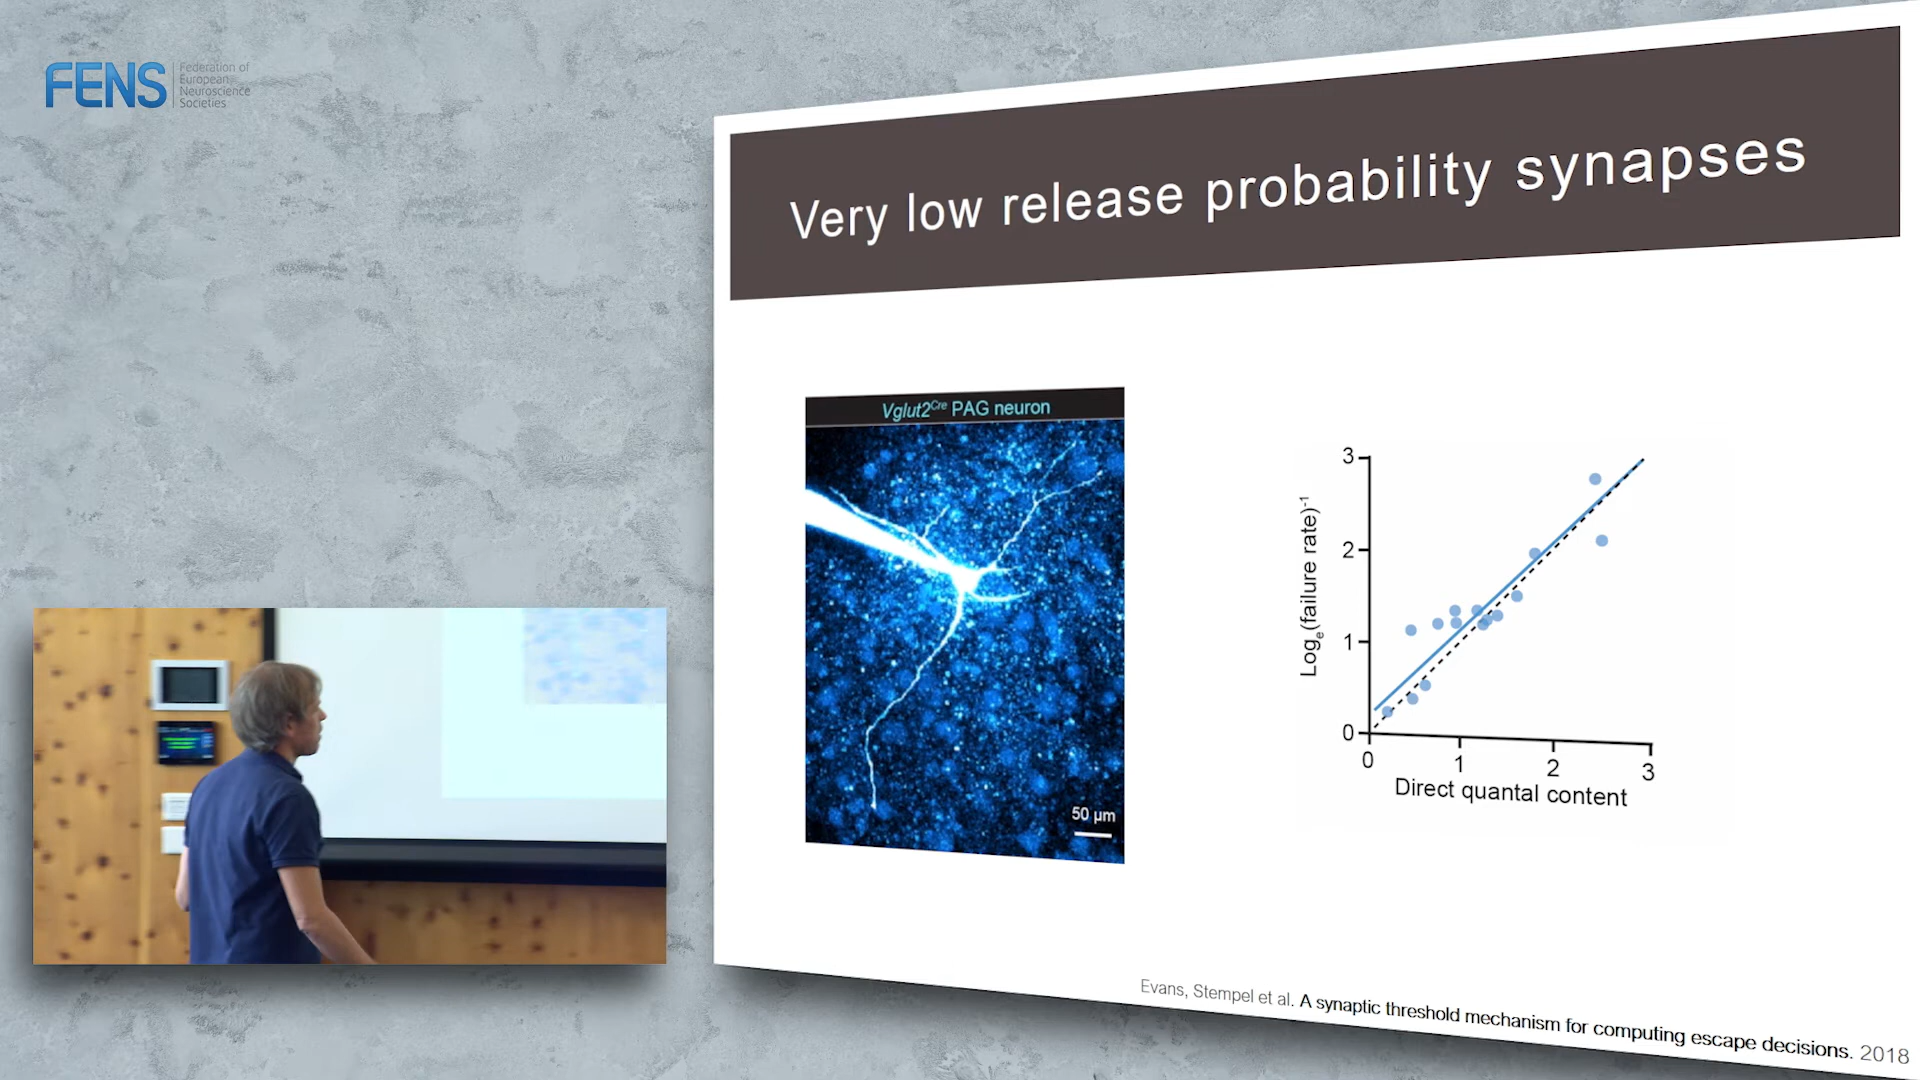 FENS
Federation of
European
Neuroscience
Societies
Very low release probability synapses
Vglut2Cre PAG neuron
50 µm
Loge(failure rate)-1
3
2
1
0
0 1 2 3
Direct quantal content
Evans, Stempel et al. A synaptic threshold mechanism for computing escape decisions. 2018